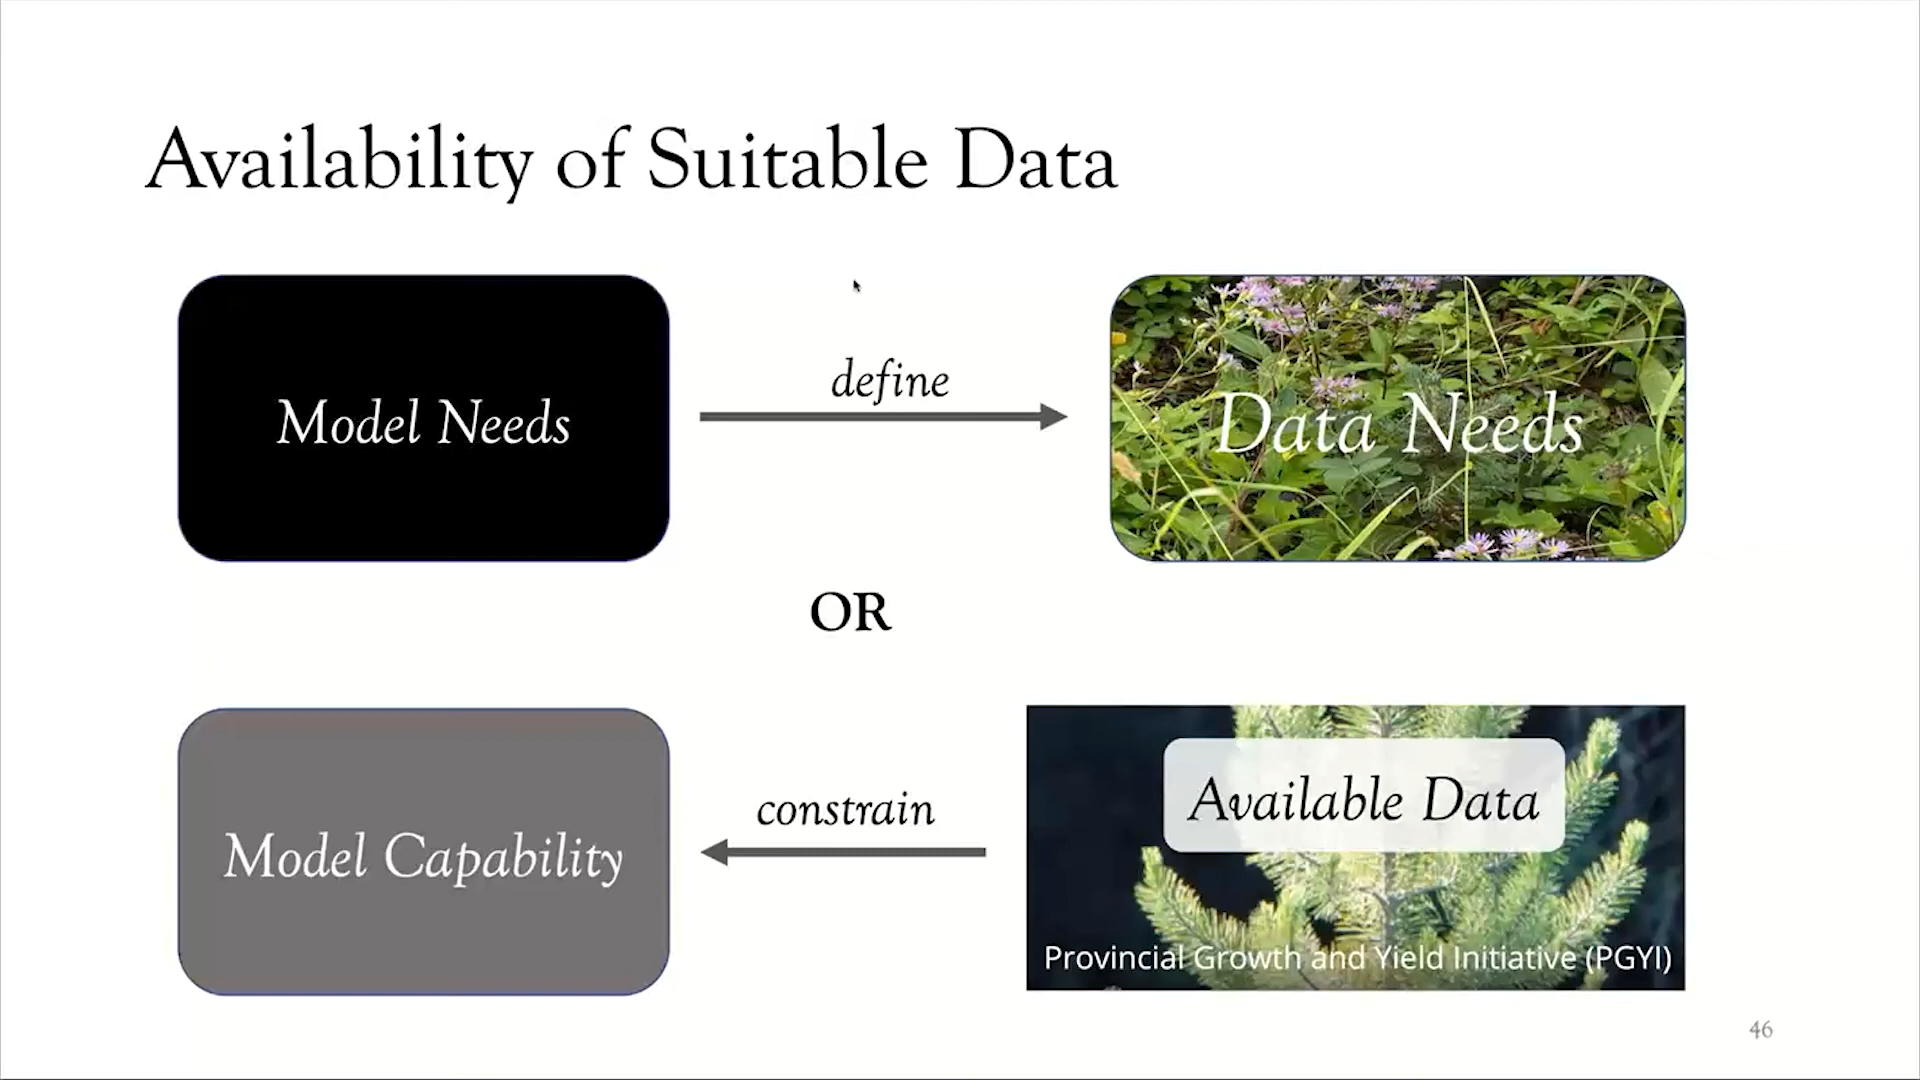 Availability of Suitable Data
Model Needs
define
Data Needs
OR
Model Capability
constrain
Available Data
Provincial Growth and Yield Initiative (PGYI)
46